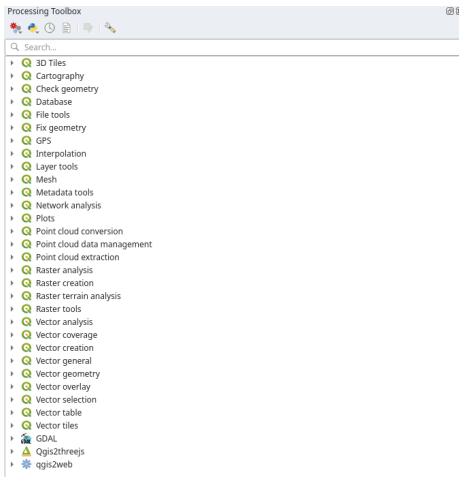 Processing Toolbox
Search...
3D Tiles
Cartography
Check geometry
Database
File tools
Fix geometry
GPS
Interpolation
Layer tools
Mesh
Metadata tools
Network analysis
Plots
Point cloud conversion
Point cloud data management
Point cloud extraction
Raster analysis
Raster creation
Raster terrain analysis
Raster tools
Vector analysis
Vector coverage
Vector creation
Vector general
Vector geometry
Vector overlay
Vector selection
Vector table
Vector tiles
GDAL
Qgis2threejs
qgis2web